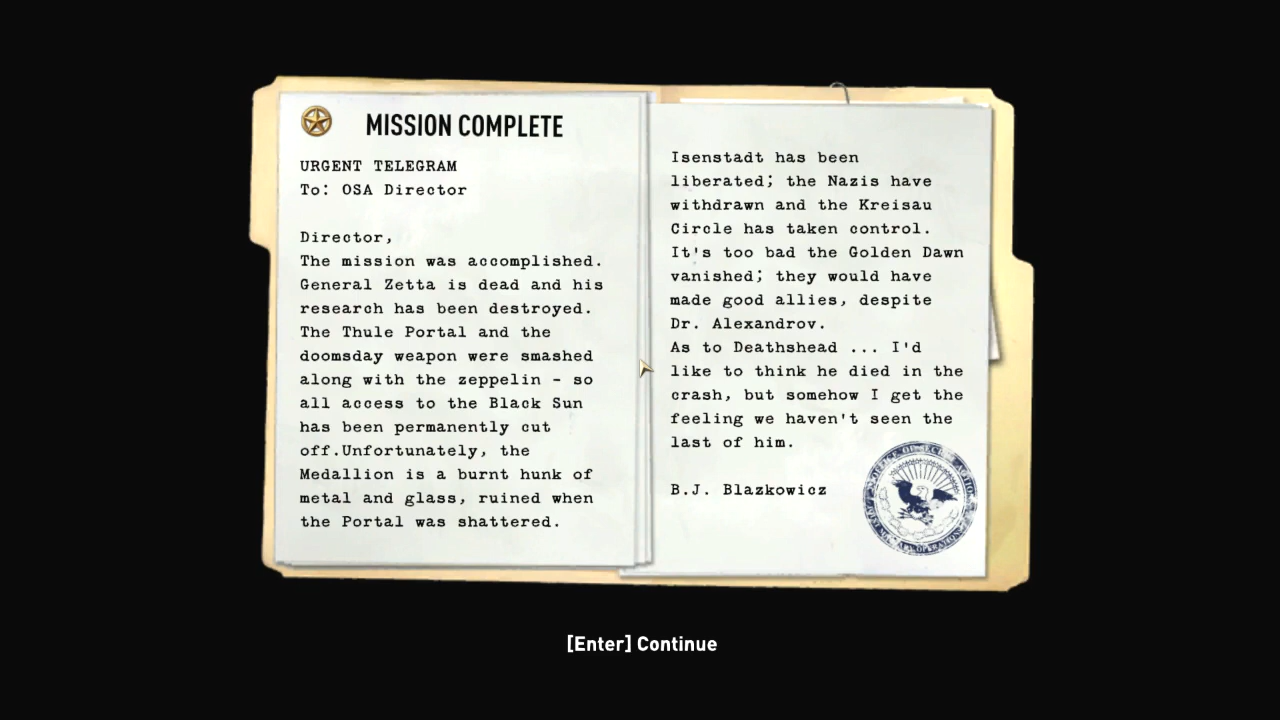 MISSION COMPLETE
URGENT TELEGRAM
To: OSA Director
Director,
The mission was accomplished.
General Zetta is dead and his
research has been destroyed.
The Thule Portal and the
doomsday weapon were smashed
along with the zeppelin - so
all access to the Black Sun
has been permanently cut
off.Unfortunately, the
Medallion is a burnt hunk of
metal and glass, ruined when
the Portal was shattered.
Isenstadt has been
liberated; the Nazis have
withdrawn and the Kreisau
Circle has taken control.
It's too bad the Golden Dawn
vanished; they would have
made good allies, despite
Dr. Alexandrov.
As to Deathshead ... I'd
like to think he died in the
crash, but somehow I get the
feeling we haven't seen the
last of him.
B.J. Blazkowicz
OFFICE OF SECRET ACTIONS
[Enter] Continue